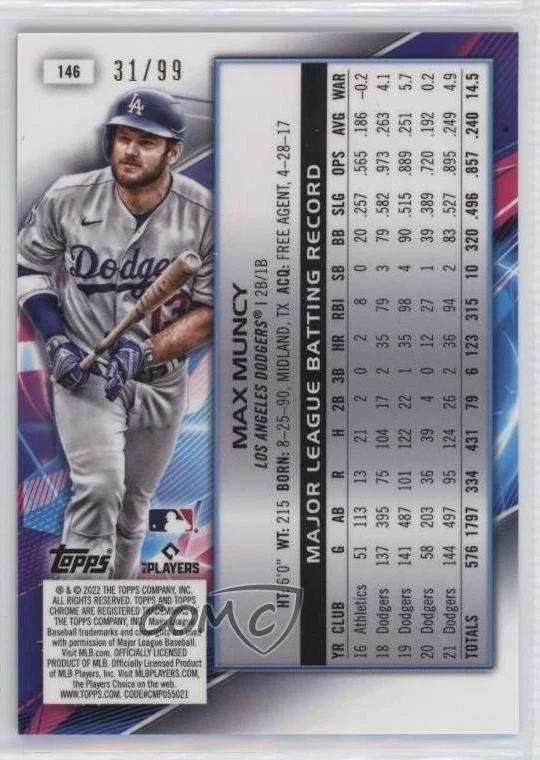 146
31/99
LA
Dodge
13
MAX MUNCY
LOS ANGELES DODGERS® | 2B/1B
HT: 6'0" WT: 215 BORN: 8-25-90, MIDLAND, TX ACQ: FREE AGENT, 4-28-17
MAJOR LEAGUE BATTING RECORD
YR CLUB G AB R H 2B 3B HR RBI SB BB SLG OPS AVG WAR
16 Athletics 51 113 13 21 2 0 2 8 0 20 .257 .565 .186 –0.2
18 Dodgers 137 395 75 104 17 2 35 79 3 79 .582 .973 .263 4.1
19 Dodgers 141 487 101 122 22 1 35 98 4 90 .515 .889 .251 5.7
20 Dodgers 58 203 36 39 4 0 12 27 1 39 .389 .720 .192 0.2
21 Dodgers 144 497 95 124 26 2 36 94 2 83 .527 .895 .249 4.9
TOTALS 576 1797 334 431 79 6 123 315 10 320 .496 .857 .240 14.5
Topps
PLAYERS
® & © 2022 THE TOPPS COMPANY, INC.
ALL RIGHTS RESERVED. TOPPS AND TOPPS
CHROME ARE REGISTERED TRADEMARKS OF
THE TOPPS COMPANY, INC. Major League
Baseball trademarks and copyrights are used
with permission of Major League Baseball.
Visit MLB.com. OFFICIALLY LICENSED
PRODUCT OF MLB. Officially Licensed Product
of MLB Players, Inc. Visit MLBPLAYERS.COM,
the Players Choice on the web.
WWW.TOPPS.COM. CODE#CMP055021
COMC